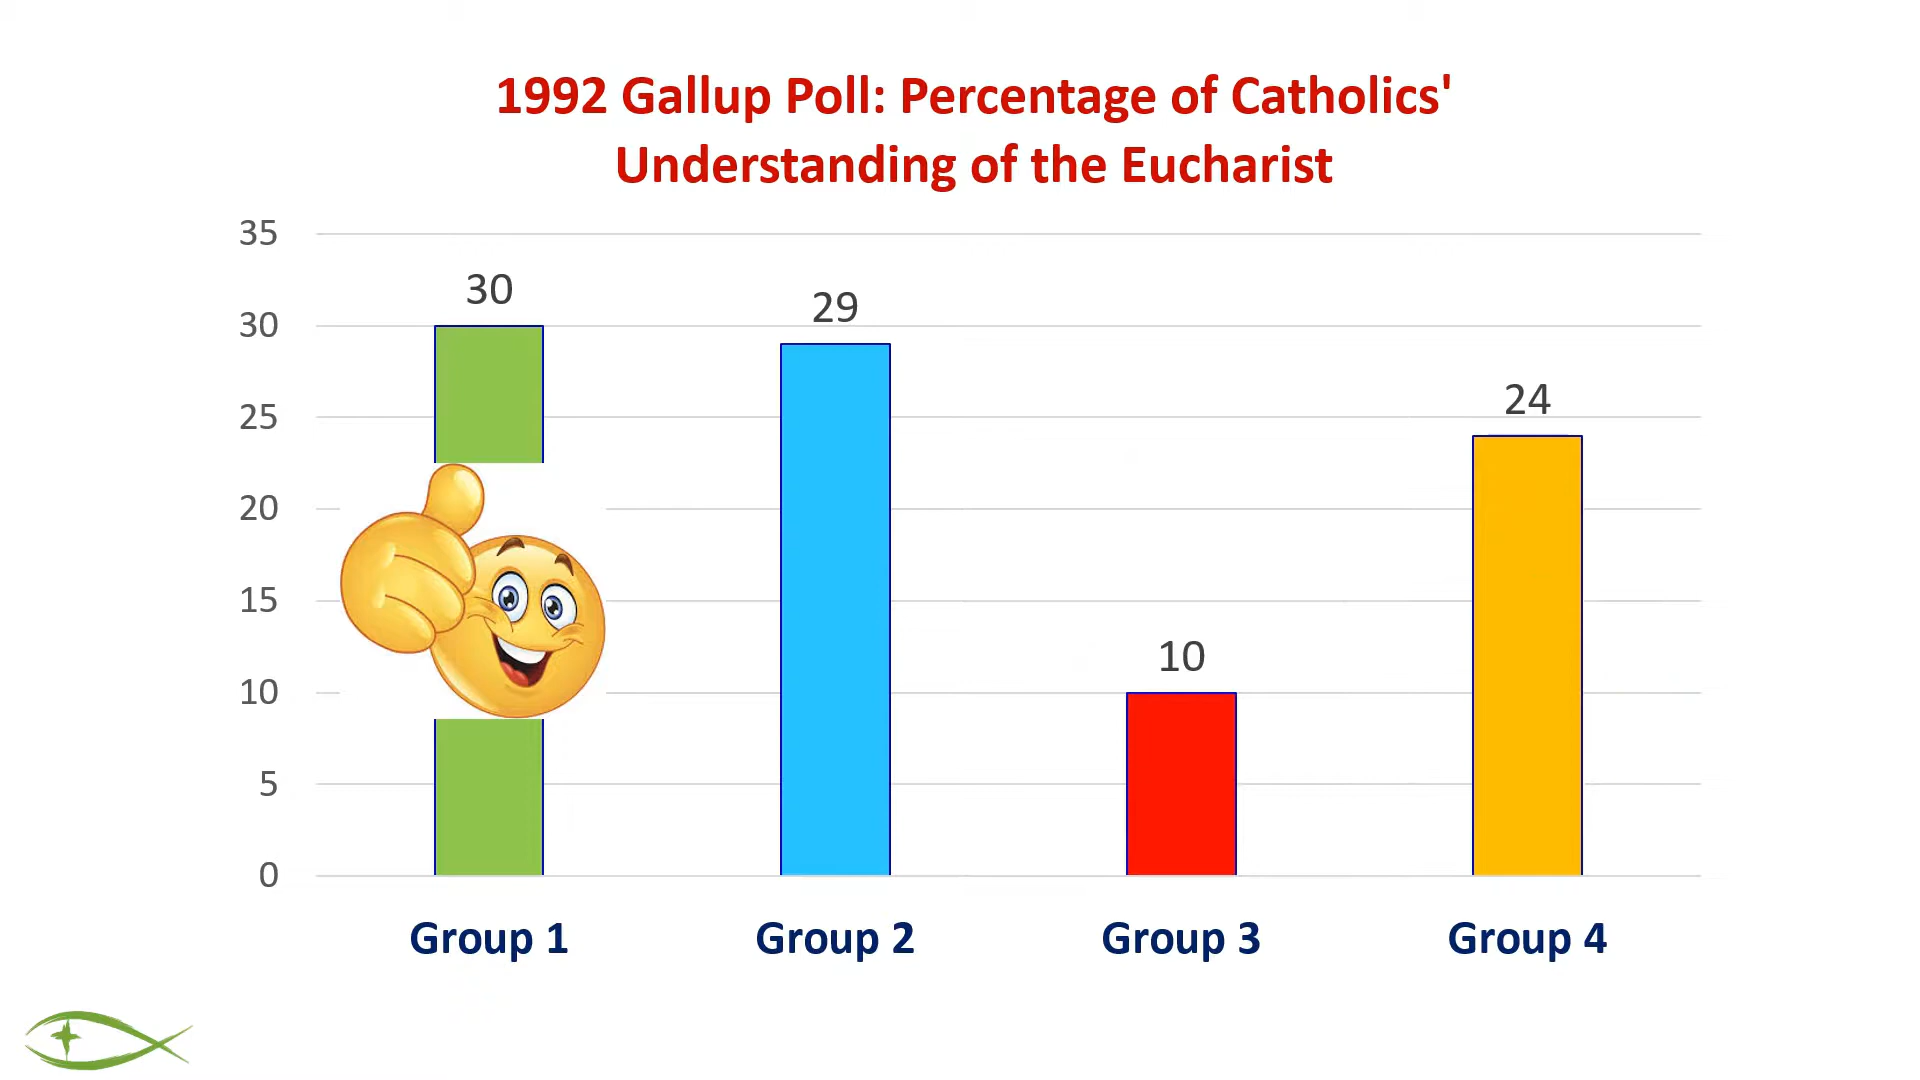 1992 Gallup Poll: Percentage of Catholics'
Understanding of the Eucharist
35
30
25
20
15
10
5
0
30
29
10
24
Group 1
Group 2
Group 3
Group 4